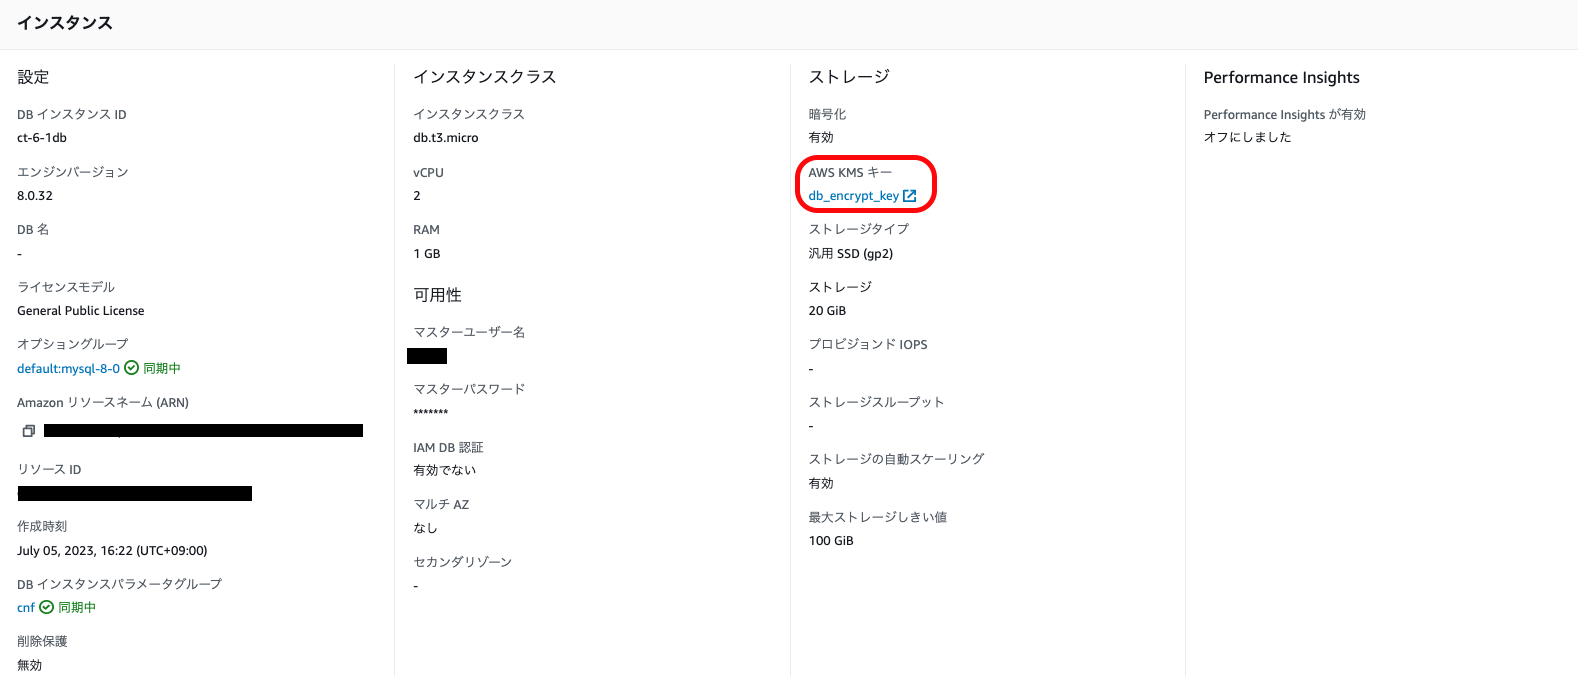 インスタンス
設定
DB インスタンス ID
ct-6-1db
エンジンバージョン
8.0.32
DB 名
-
ライセンスモデル
General Public License
オプショングループ
default:mysql-8-0 同期中
Amazon リソースネーム (ARN)
リソース ID
作成時刻
July 05, 2023, 16:22 (UTC+09:00)
DB インスタンスパラメータグループ
cnf 同期中
削除保護
無効
インスタンスクラス
インスタンスクラス
db.t3.micro
vCPU
2
RAM
1 GB
可用性
マスターユーザー名
マスターパスワード
*******
IAM DB 認証
有効でない
マルチ AZ
なし
セカンダリゾーン
-
ストレージ
暗号化
有効
AWS KMS キー
db_encrypt_key
ストレージタイプ
汎用 SSD (gp2)
ストレージ
20 GiB
プロビジョンド IOPS
-
ストレージスループット
-
ストレージの自動スケーリング
有効
最大ストレージしきい値
100 GiB
Performance Insights
Performance Insights が有効
オフにしました